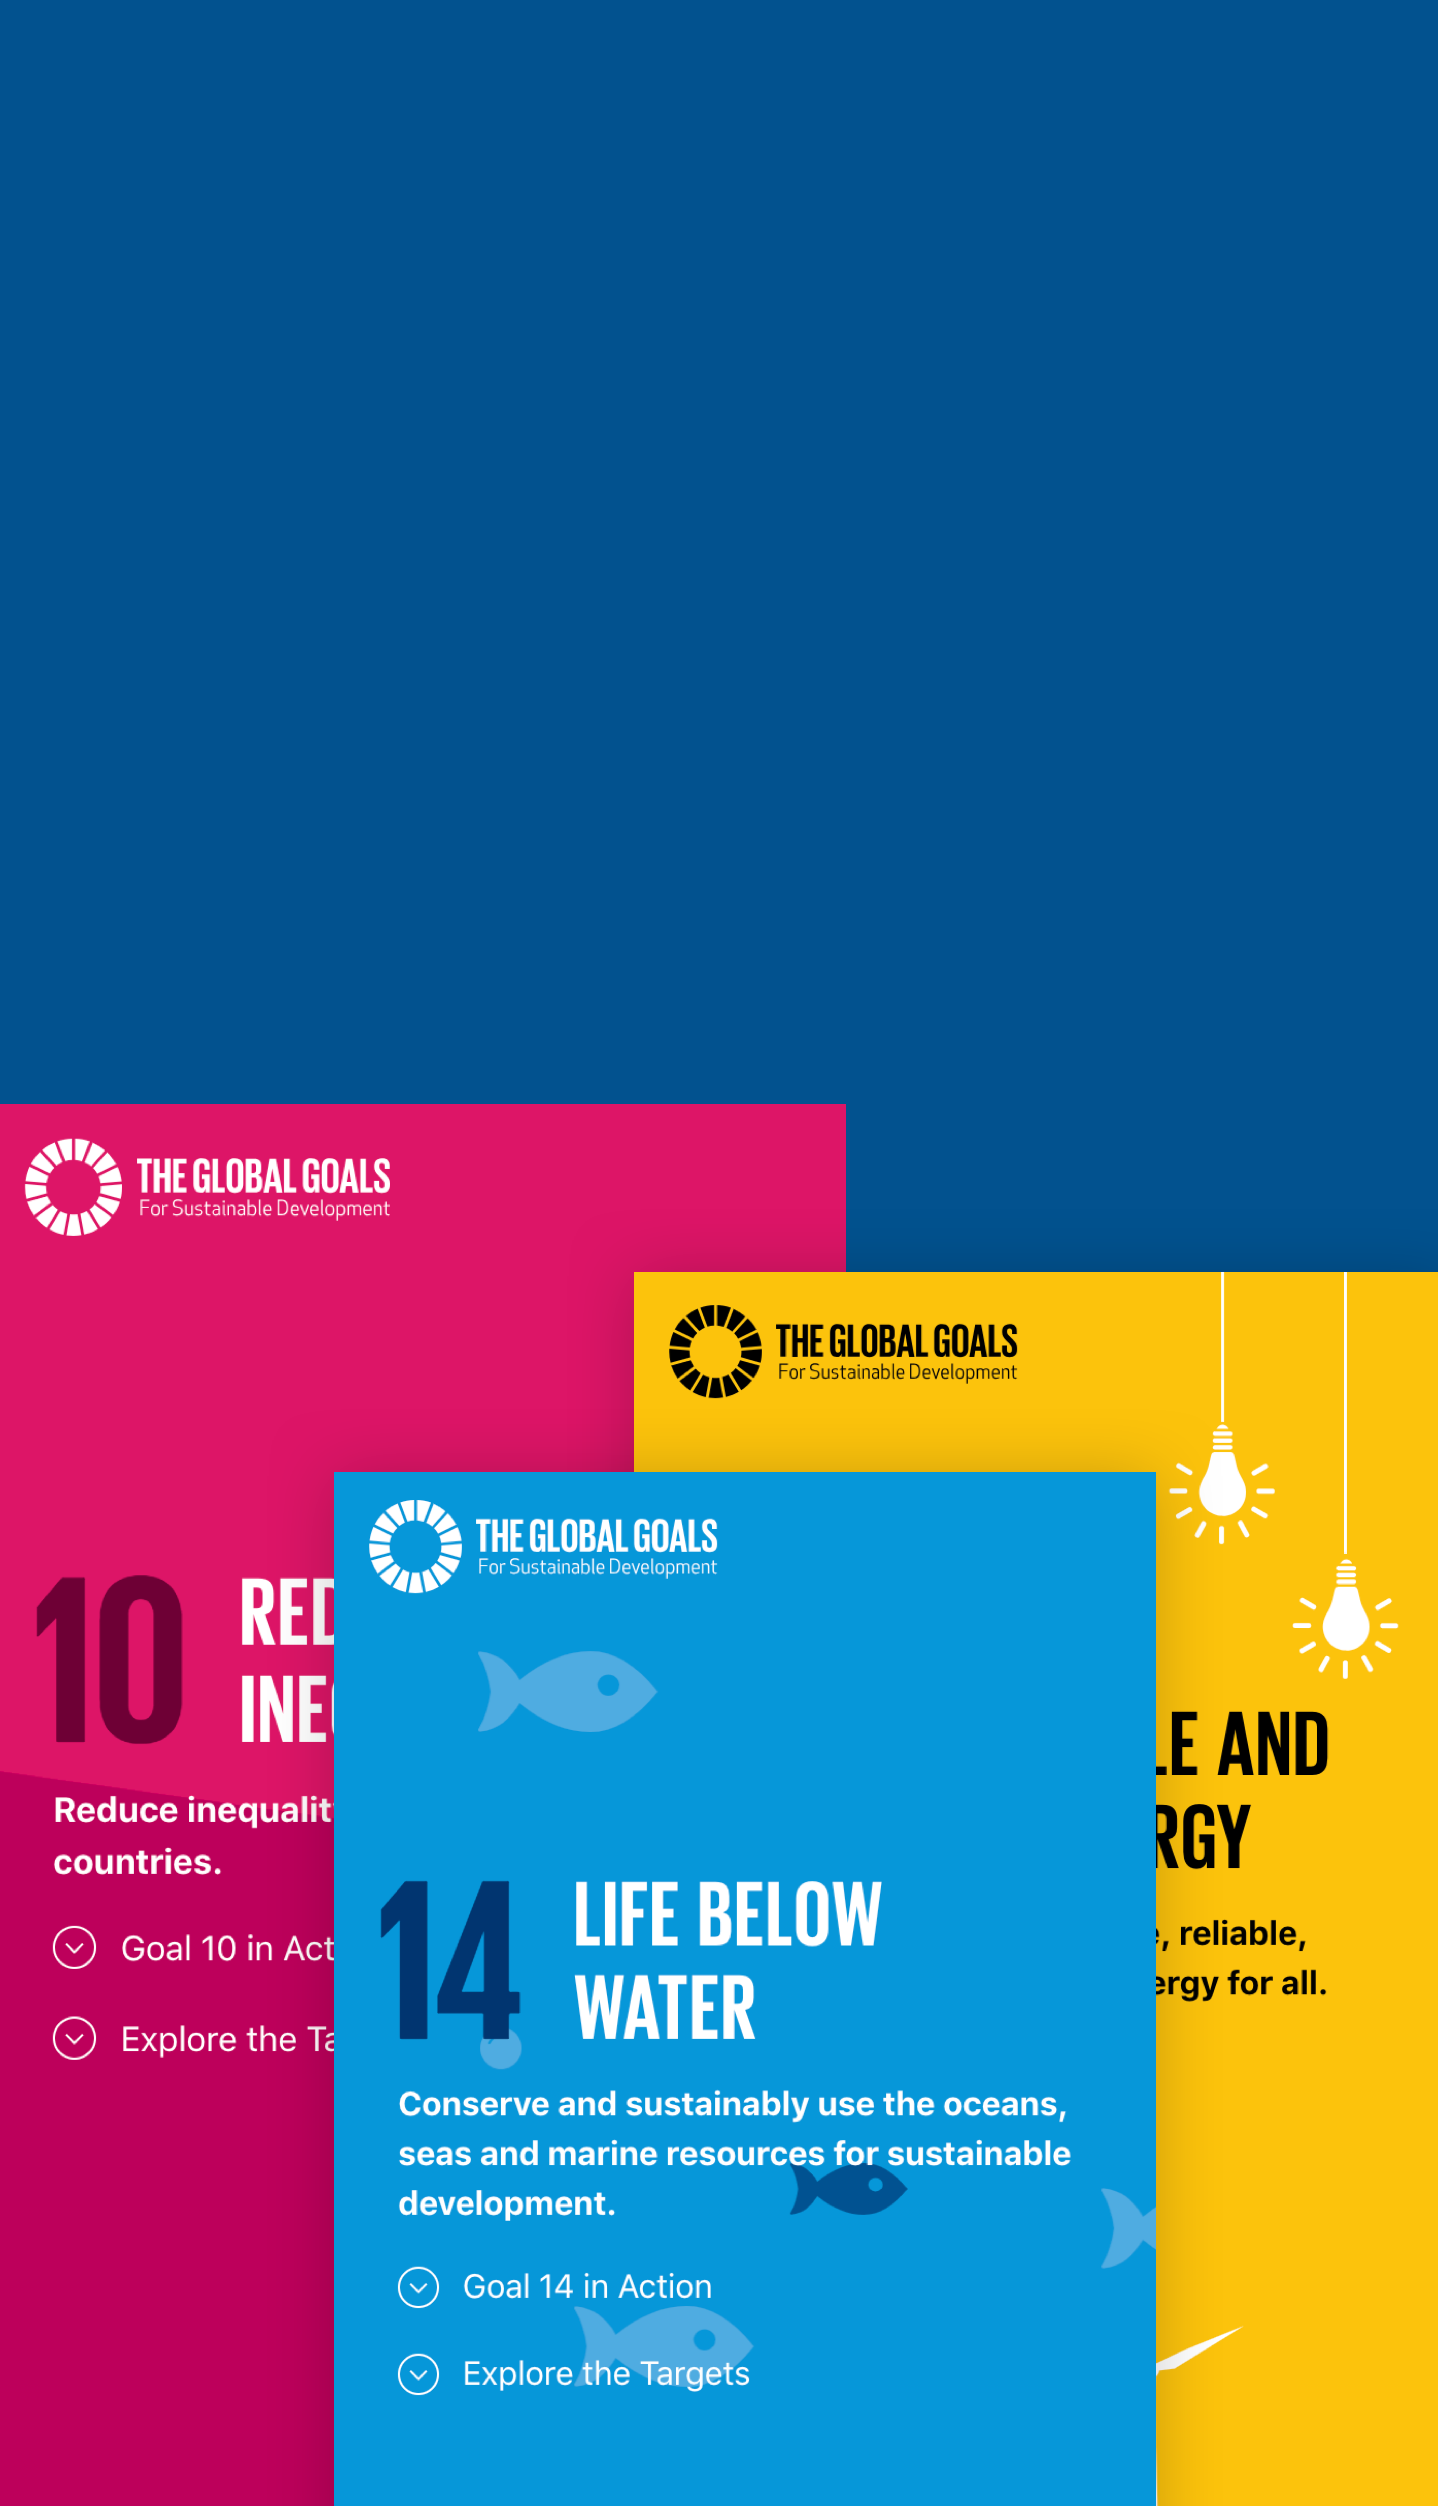 THE GLOBAL GOALS
For Sustainable Development
10
RED
INE
Reduce inequality
countries.
Goal 10 in Act
Explore the Ta
THE GLOBAL GOALS
For Sustainable Development
LE AND
RGY
e, reliable,
ergy for all.
THE GLOBAL GOALS
For Sustainable Development
14
LIFE BELOW
WATER
Conserve and sustainably use the oceans,
seas and marine resources for sustainable
development.
Goal 14 in Action
Explore the Targets